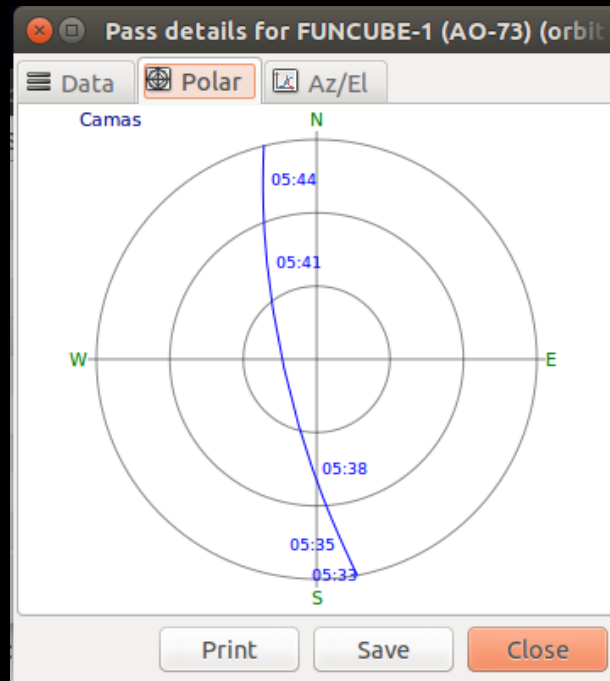 Pass details for FUNCUBE-1 (AO-73) (orbit
Data Polar Az/El
Camas N
05:44
05:41
W E
05:38
05:35
05:33
S
Print Save Close